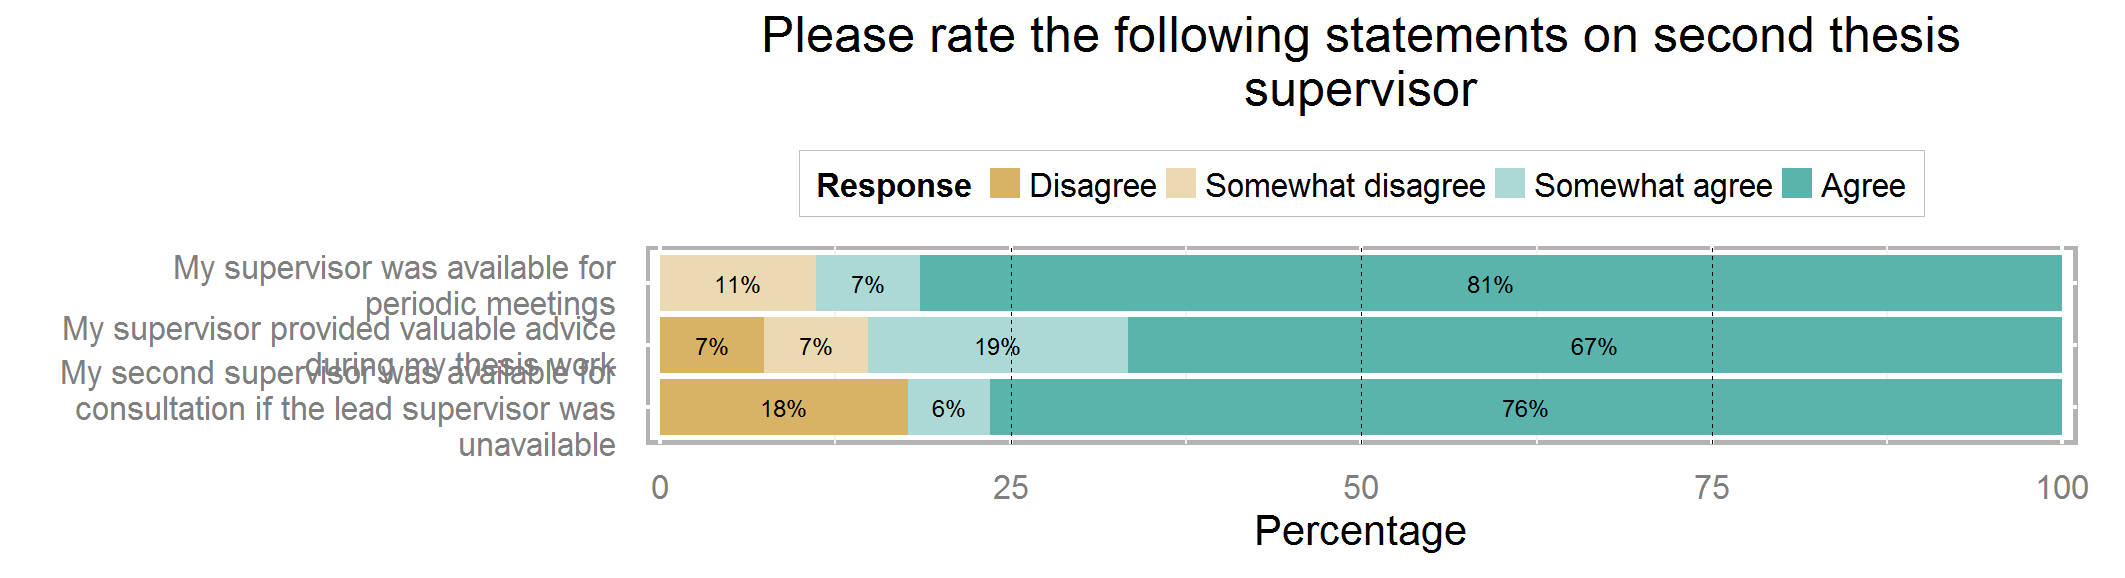 Please rate the following statements on second thesis
supervisor
Response Disagree Somewhat disagree Somewhat agree Agree
My supervisor was available for
periodic meetings
11% 7% 81%
My supervisor provided valuable advice
during my thesis work
7% 7% 19% 67%
My second supervisor was available for
consultation if the lead supervisor was
unavailable
18% 6% 76%
0 25 50 75 100
Percentage